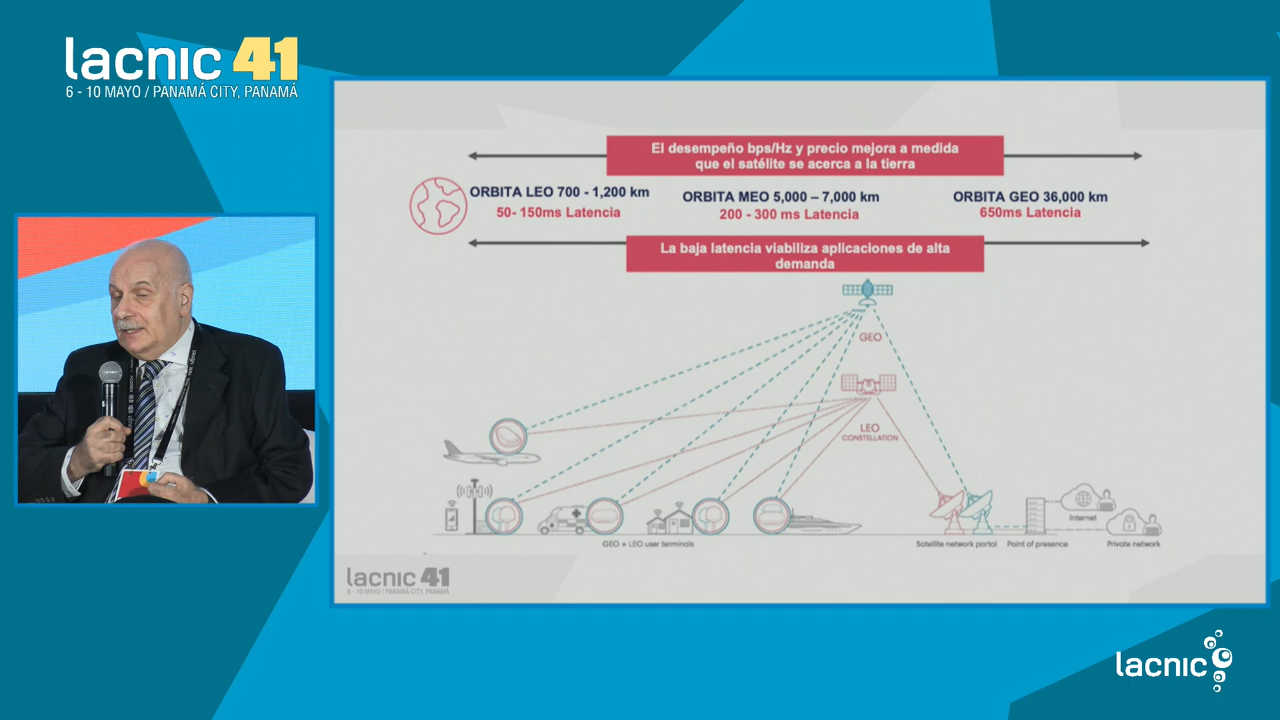 lacnic 41
6 - 10 MAYO / PANAMÁ CITY, PANAMÁ
El desempeño bps/Hz y precio mejora a medida
que el satélite se acerca a la tierra
ORBITA LEO 700 - 1,200 km
50- 150ms Latencia
ORBITA MEO 5,000 – 7,000 km
200 - 300 ms Latencia
ORBITA GEO 36,000 km
650ms Latencia
La baja latencia viabiliza aplicaciones de alta
demanda
GEO
LEO
CONSTELLATION
Internet
GEO + LEO user terminals
Satellite network portal
Point of presence
Private network
lacnic 41
6 - 10 MAYO / PANAMÁ CITY, PANAMÁ
lacnic